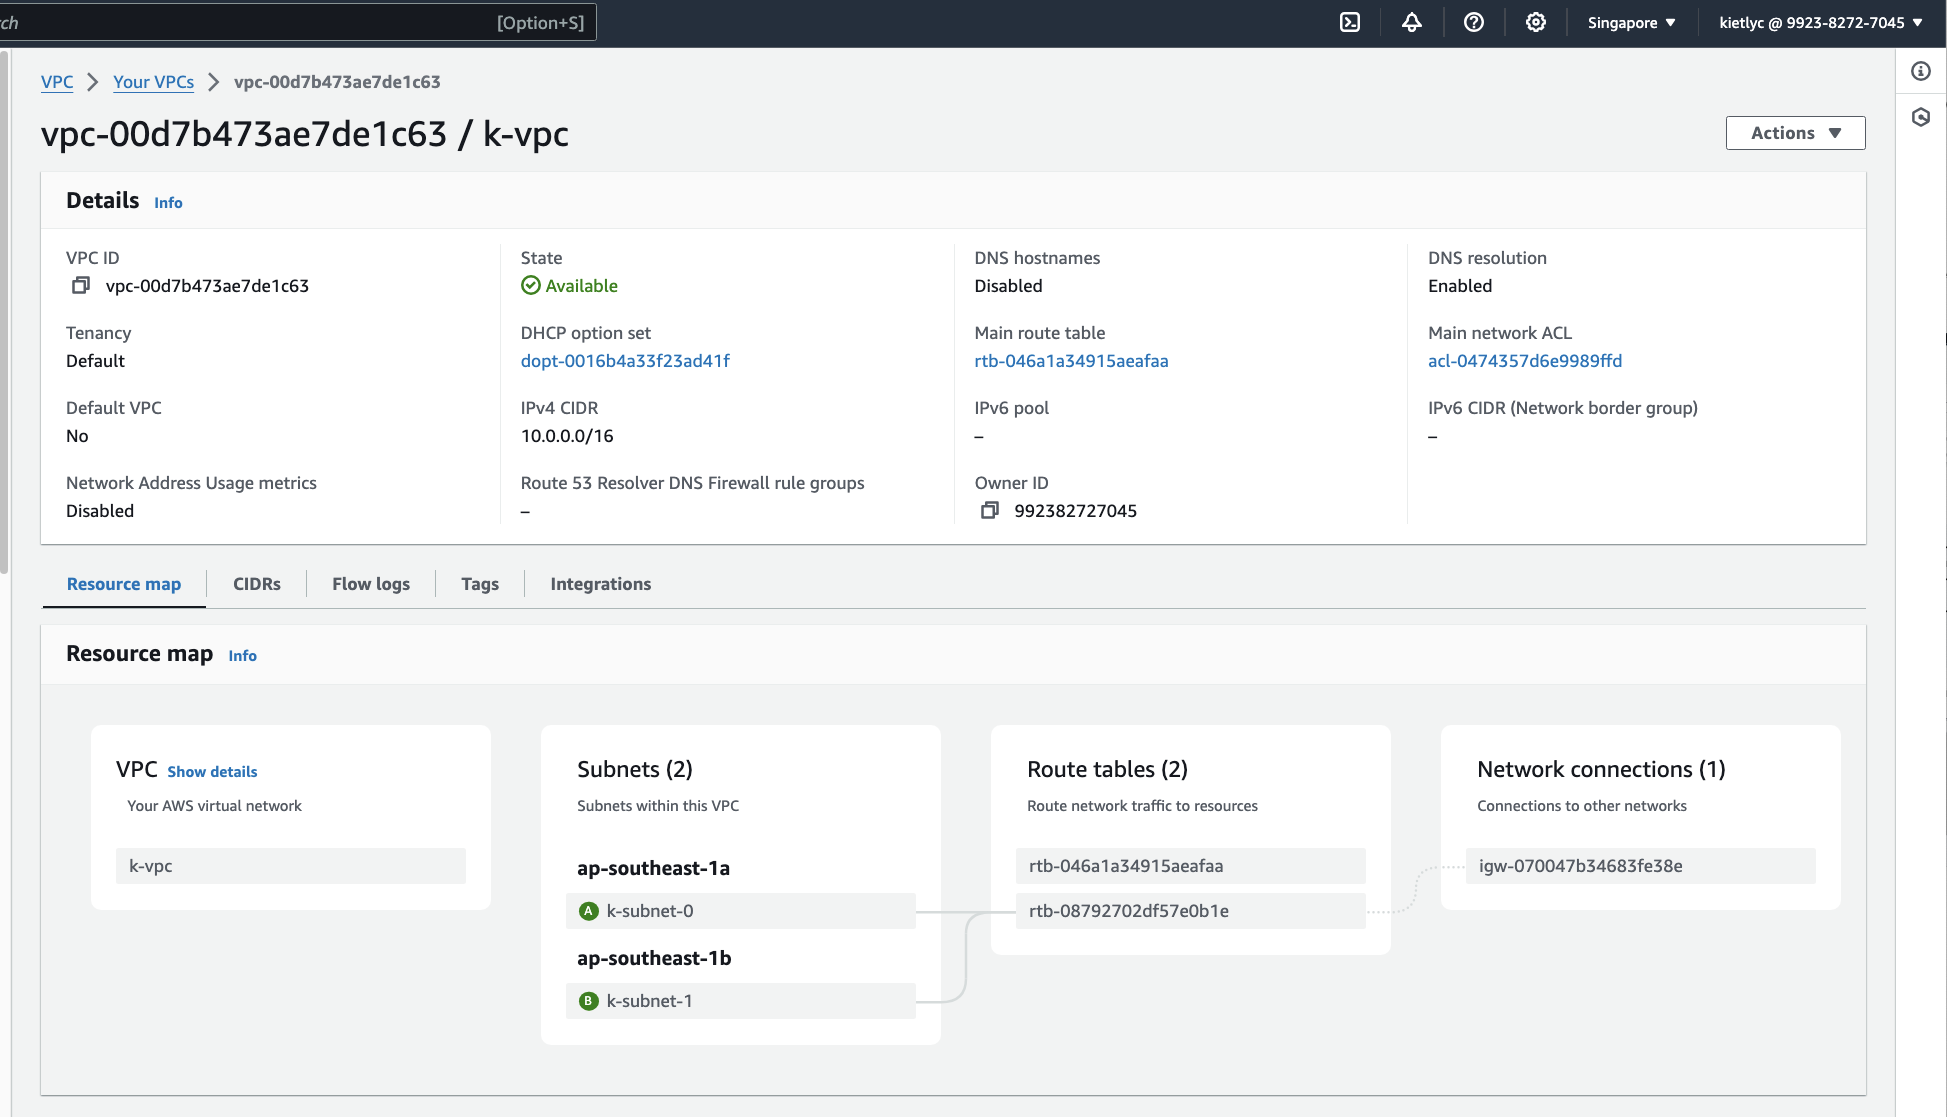 [Option+S]
Singapore ▼
kietlyc @ 9923-8272-7045 ▼
VPC > Your VPCs > vpc-00d7b473ae7de1c63
vpc-00d7b473ae7de1c63 / k-vpc
Actions ▼
Details Info
VPC ID
vpc-00d7b473ae7de1c63
State
Available
DNS hostnames
Disabled
DNS resolution
Enabled
Tenancy
Default
DHCP option set
dopt-0016b4a33f23ad41f
Main route table
rtb-046a1a34915aeafaa
Main network ACL
acl-0474357d6e9989ffd
Default VPC
No
IPv4 CIDR
10.0.0.0/16
IPv6 pool
–
IPv6 CIDR (Network border group)
–
Network Address Usage metrics
Disabled
Route 53 Resolver DNS Firewall rule groups
–
Owner ID
992382727045
Resource map
CIDRs
Flow logs
Tags
Integrations
Resource map Info
VPC Show details
Your AWS virtual network
k-vpc
Subnets (2)
Subnets within this VPC
ap-southeast-1a
A k-subnet-0
ap-southeast-1b
B k-subnet-1
Route tables (2)
Route network traffic to resources
rtb-046a1a34915aeafaa
rtb-08792702df57e0b1e
Network connections (1)
Connections to other networks
igw-070047b34683fe38e